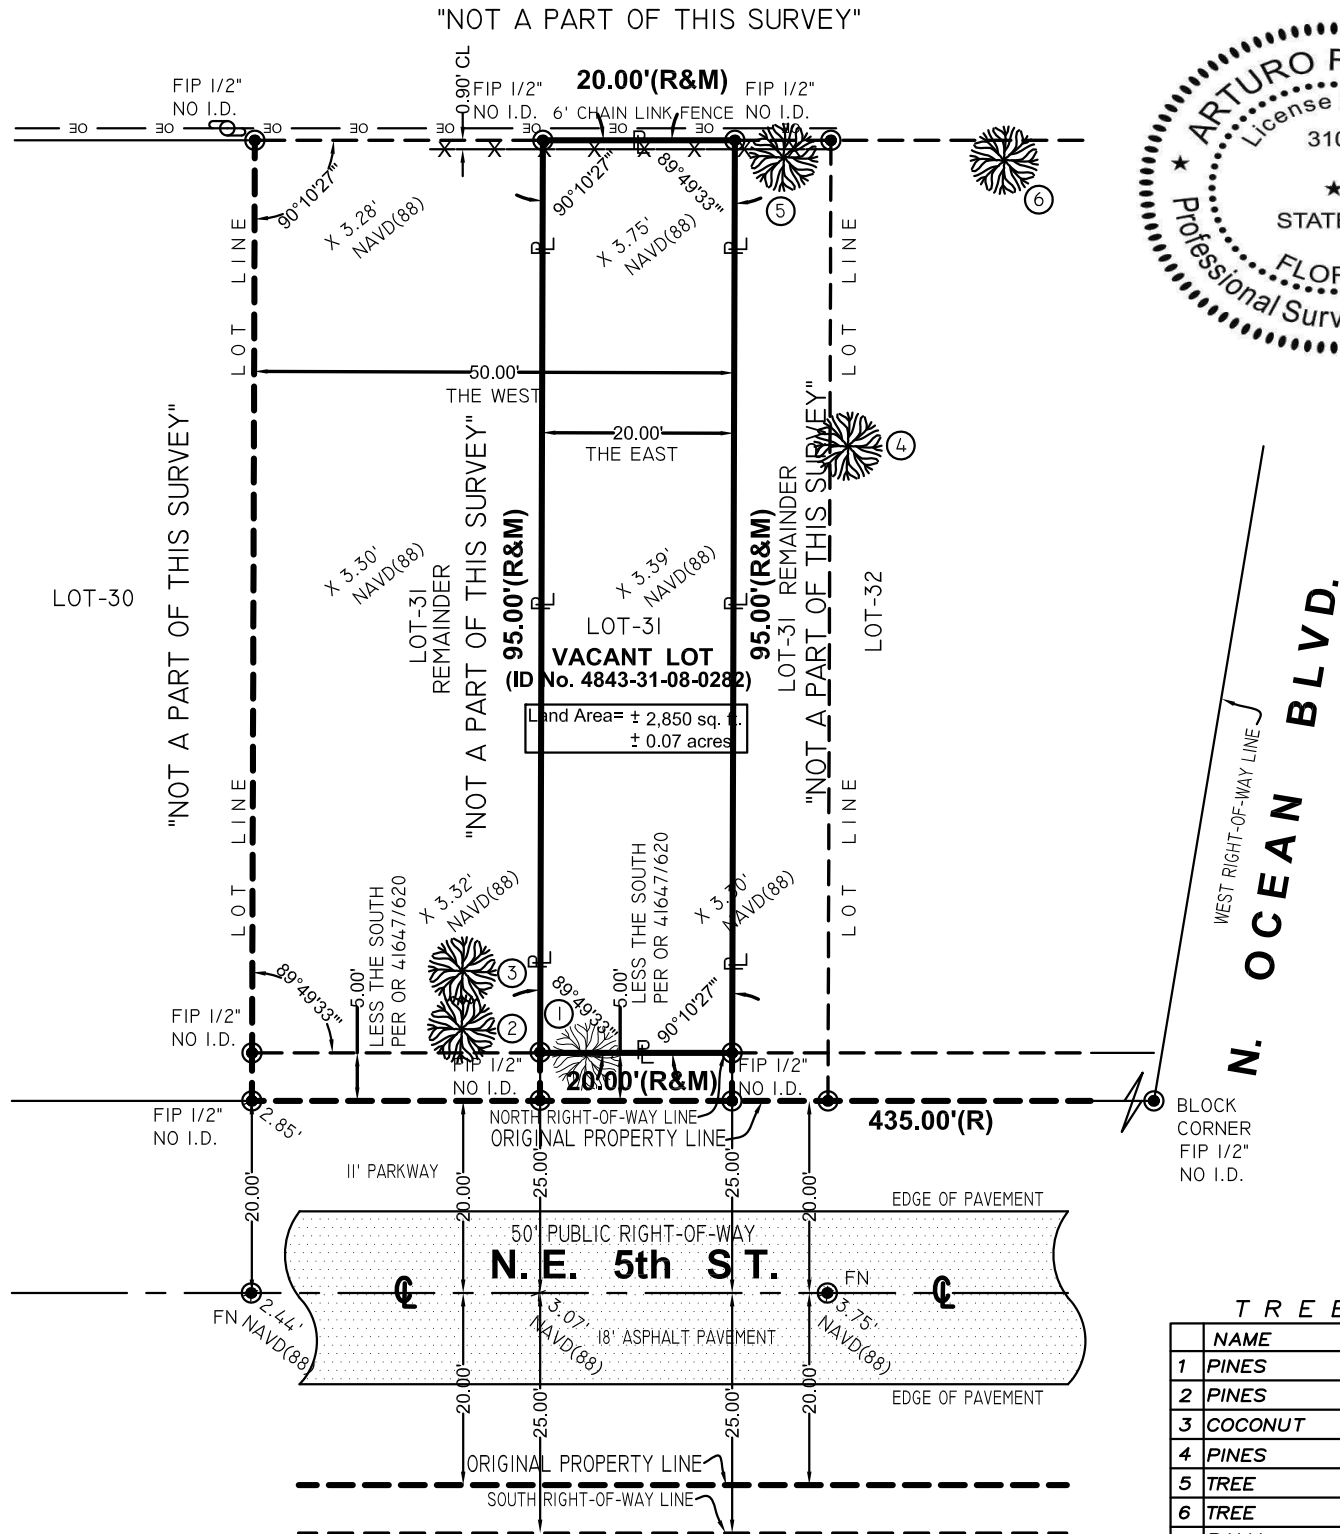 "NOT A PART OF THIS SURVEY"
FIP 1/2"
NO I.D.
0.90' CL
FIP 1/2"
NO I.D.
20.00'(R&M)
6' CHAIN LINK FENCE
FIP 1/2"
NO I.D.
ARTURO R
License
310
STATE
FLOR
Professional Surv
90°10'27"
X 3.28'
NAVD(88)
90°10'27"
89°49'33"
X 3.75'
NAVD(88)
5
6
LOT LINE
LOT LINE
50.00'
THE WEST
20.00'
THE EAST
4
"NOT A PART OF THIS SURVEY"
"NOT A PART OF THIS SURVEY"
"NOT A PART OF THIS SURVEY"
95.00'(R&M)
95.00'(R&M)
LOT-30
X 3.30'
NAVD(88)
LOT-31
REMAINDER
X 3.39'
NAVD(88)
LOT-31 REMAINDER
LOT-32
LOT-31
VACANT LOT
(ID No. 4843-31-08-0282)
Land Area= ± 2,850 sq. ft.
± 0.07 acres
WEST RIGHT-OF-WAY LINE
N. OCEAN BLVD.
LOT LINE
LOT LINE
X 3.32'
NAVD(88)
X 3.30'
NAVD(88)
5.00'
LESS THE SOUTH
PER OR 41647/620
5.00'
LESS THE SOUTH
PER OR 41647/620
89°49'33"
89°49'33"
90°10'27"
3
2
1
FIP 1/2"
NO I.D.
FIP 1/2"
NO I.D.
20.00'(R&M)
FIP 1/2"
NO I.D.
FIP 1/2"
NO I.D.
2.85'
NORTH RIGHT-OF-WAY LINE
ORIGINAL PROPERTY LINE
435.00'(R)
BLOCK
CORNER
FIP 1/2"
NO I.D.
11' PARKWAY
20.00'
20.00'
25.00'
25.00'
20.00'
EDGE OF PAVEMENT
50' PUBLIC RIGHT-OF-WAY
N. E. 5th ST.
FN
2.44'
NAVD(88)
3.07'
NAVD(88)
18' ASPHALT PAVEMENT
FN
3.75'
NAVD(88)
20.00'
25.00'
25.00'
20.00'
EDGE OF PAVEMENT
ORIGINAL PROPERTY LINE
SOUTH RIGHT-OF-WAY LINE
TREE
NAME
1 PINES
2 PINES
3 COCONUT
4 PINES
5 TREE
6 TREE